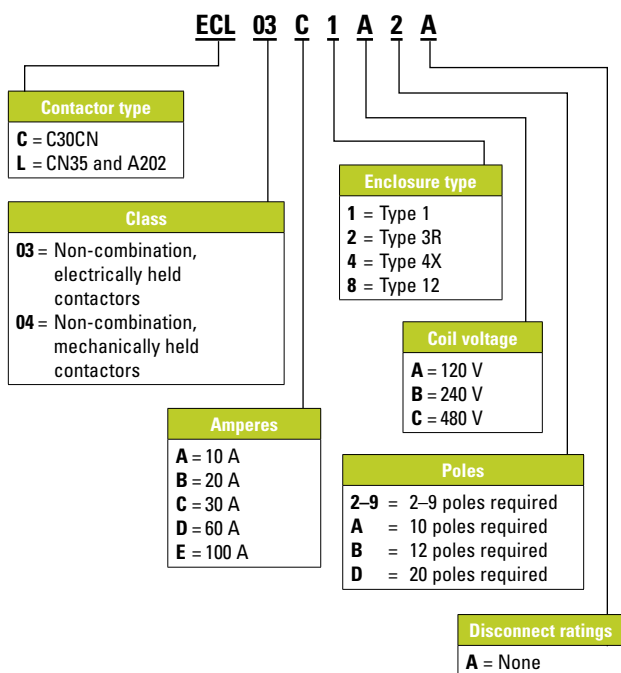 ECL 03 C 1 A 2 A
Contactor type
C = C30CN
L = CN35 and A202
Class
03 = Non-combination,
electrically held
contactors
04 = Non-combination,
mechanically held
contactors
Enclosure type
1 = Type 1
2 = Type 3R
4 = Type 4X
8 = Type 12
Coil voltage
A = 120 V
B = 240 V
C = 480 V
Amperes
A = 10 A
B = 20 A
C = 30 A
D = 60 A
E = 100 A
Poles
2–9 = 2–9 poles required
A = 10 poles required
B = 12 poles required
D = 20 poles required
Disconnect ratings
A = None